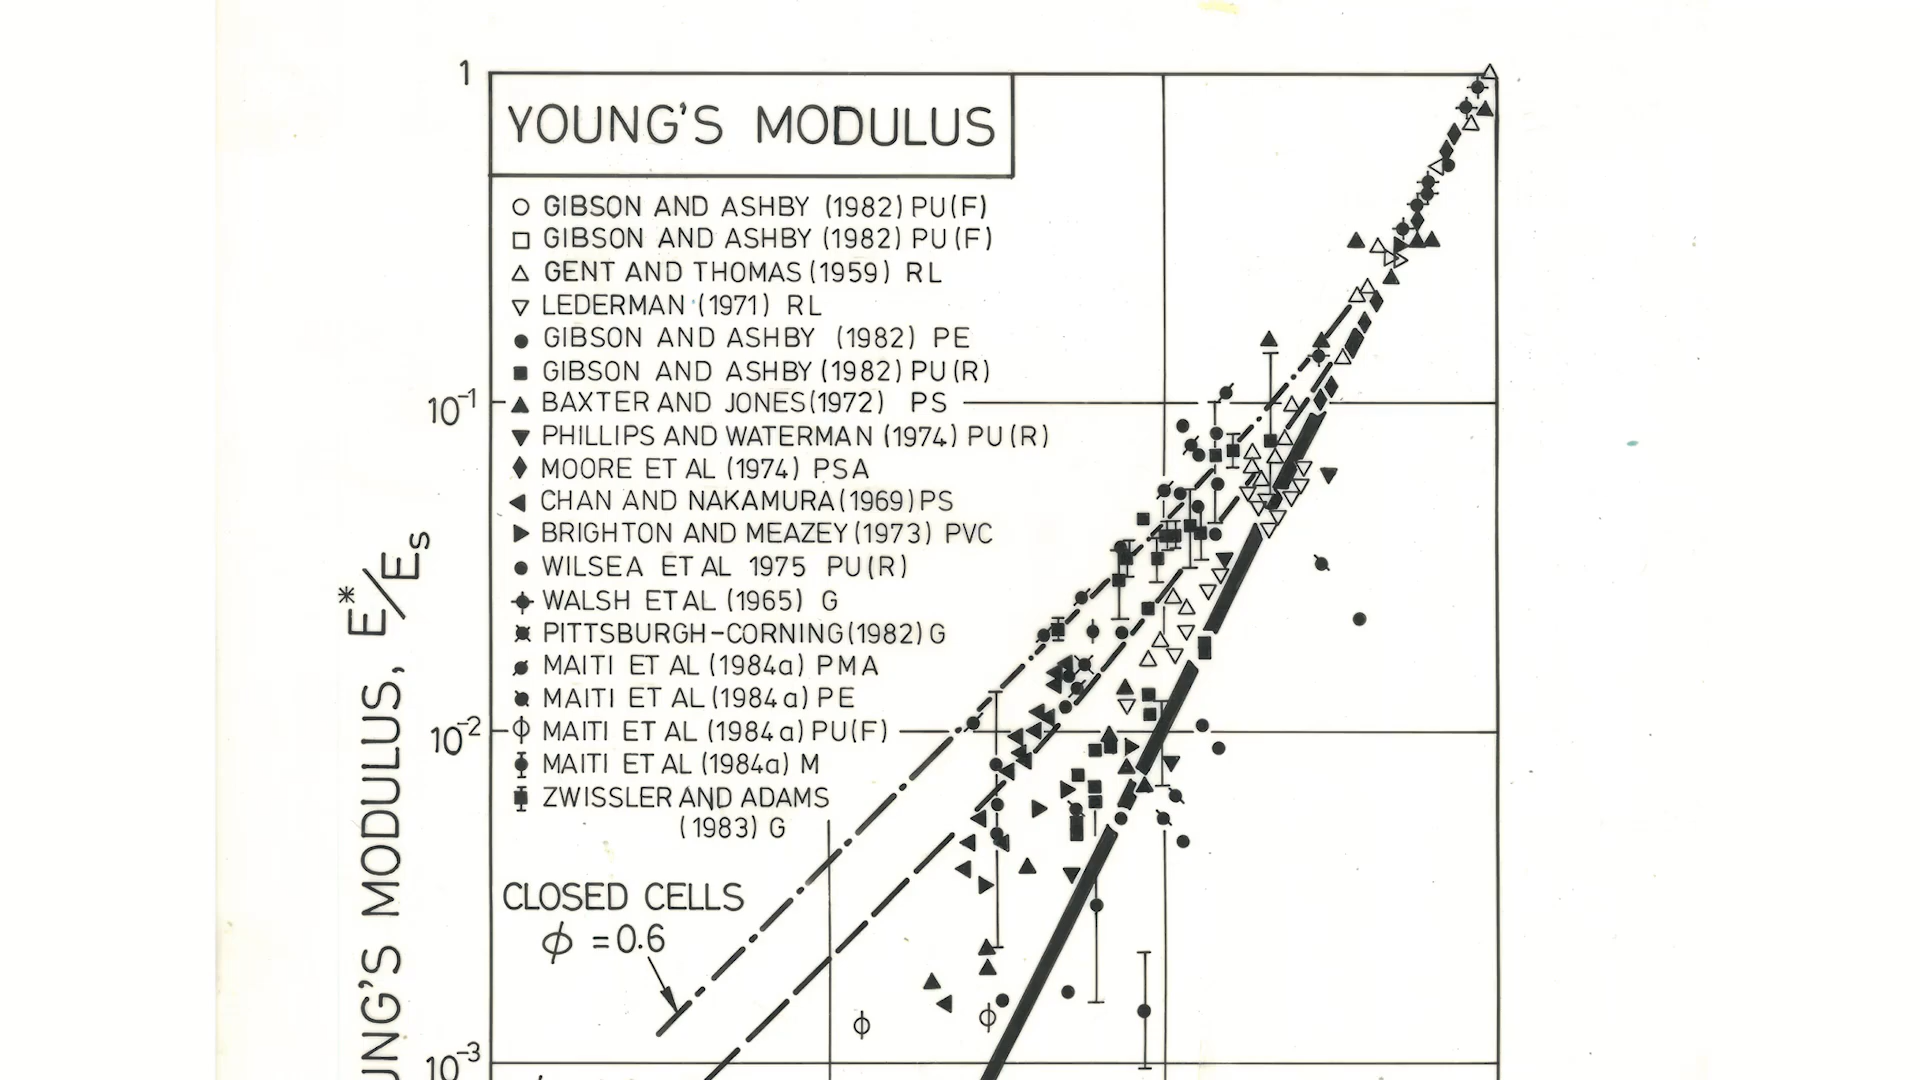 1
YOUNG'S MODULUS
○ GIBSON AND ASHBY (1982) PU(F)
□ GIBSON AND ASHBY (1982) PU(F)
△ GENT AND THOMAS (1959) RL
▽ LEDERMAN (1971) RL
● GIBSON AND ASHBY (1982) PE
■ GIBSON AND ASHBY (1982) PU(R)
10⁻¹
▲ BAXTER AND JONES (1972) PS
▼ PHILLIPS AND WATERMAN (1974) PU(R)
◆ MOORE ET AL (1974) PSA
◀ CHAN AND NAKAMURA (1969) PS
▶ BRIGHTON AND MEAZEY (1973) PVC
● WILSEA ET AL 1975 PU(R)
WALSH ET AL (1965) G
PITTSBURGH-CORNING (1982) G
MAITI ET AL (1984a) PMA
MAITI ET AL (1984a) PE
10⁻²
MAITI ET AL (1984a) PU(F)
MAITI ET AL (1984a) M
ZWISSLER AND ADAMS
(1983) G
CLOSED CELLS
ϕ = 0.6
10⁻³
UNG'S MODULUS, E*/Es